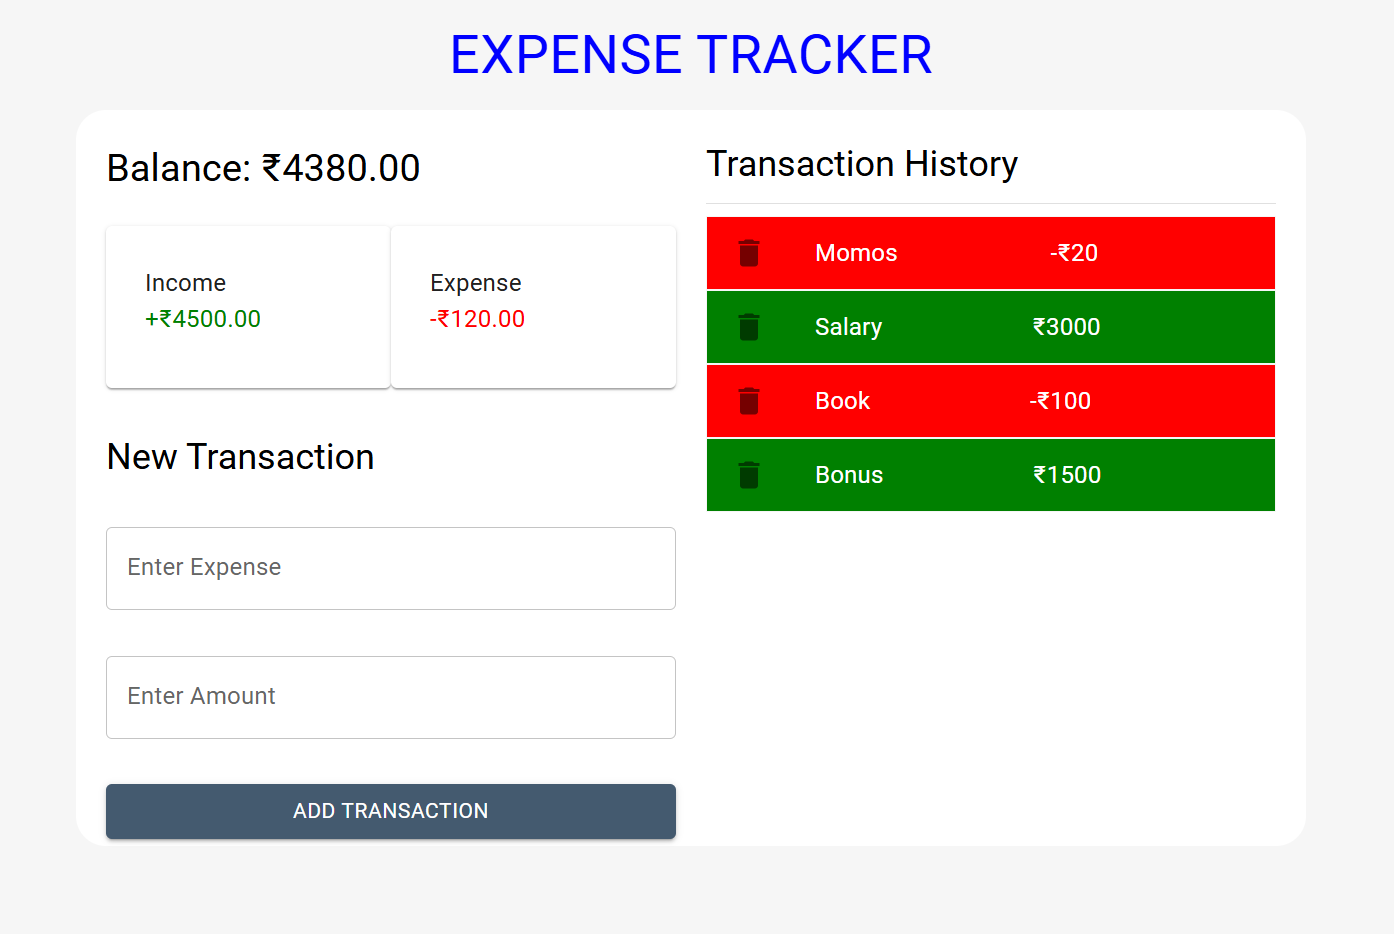 EXPENSE TRACKER
Balance: ₹4380.00
Income
+₹4500.00
Expense
-₹120.00
New Transaction
Enter Expense
Enter Amount
ADD TRANSACTION
Transaction History
Momos -₹20
Salary ₹3000
Book -₹100
Bonus ₹1500